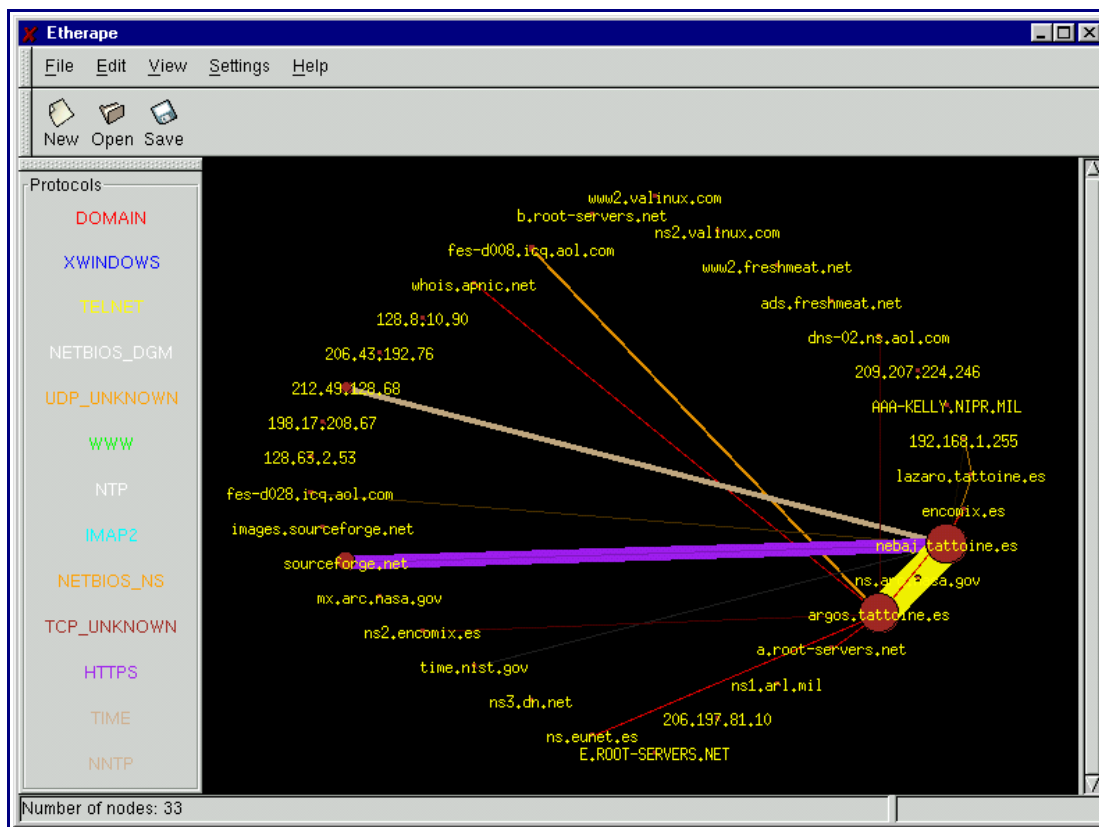 Etherape
File Edit View Settings Help
New Open Save
Protocols
DOMAIN
XWINDOWS
TELNET
NETBIOS_DGM
UDP_UNKNOWN
WWW
NTP
IMAP2
NETBIOS_NS
TCP_UNKNOWN
HTTPS
TIME
NNTP
www2.valinux.com
b.root-servers.net
ns2.valinux.com
fes-d008.icq.aol.com
www2.freshmeat.net
whois.apnic.net
ads.freshmeat.net
128.8.10.90
dns-02.ns.aol.com
206.43.192.76
209.207.224.246
212.49.128.68
AAA-KELLY.NIPR.MIL
198.17.208.67
192.168.1.255
128.63.2.53
lazaro.tattoine.es
fes-d028.icq.aol.com
encomix.es
images.sourceforge.net
nebaj.tattoine.es
sourceforge.net
ns.arc.nasa.gov
mx.arc.nasa.gov
argos.tattoine.es
ns2.encomix.es
a.root-servers.net
time.nist.gov
ns1.arl.mil
ns3.dn.net
206.197.81.10
ns.eunet.es
E.ROOT-SERVERS.NET
Number of nodes: 33